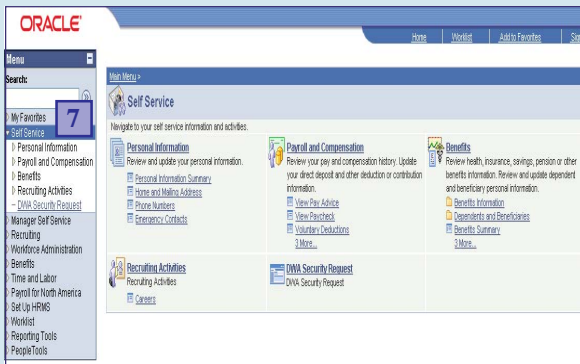 ORACLE'
Home | Worklist | Add to Favorites | Sign
Menu
Search:
My Favorites
7
Self Service
Personal Information
Payroll and Compensation
Benefits
Recruiting Activities
– DWA Security Request
Manager Self Service
Recruiting
Workforce Administration
Benefits
Time and Labor
Payroll for North America
Set Up HRMS
Worklist
Reporting Tools
PeopleTools
Main Menu >
Self Service
Navigate to your self service information and activities.
Personal Information
Review and update your personal information.
Personal Information Summary
Home and Mailing Address
Phone Numbers
Emergency Contacts
Payroll and Compensation
Review your pay and compensation history. Update
your direct deposit and other deduction or contribution
information.
View Pay Advice
View Paycheck
Voluntary Deductions
3 More...
Benefits
Review health, insurance, savings, pension or other
benefits information. Review and update dependent
and beneficiary personal information.
Benefits Information
Dependents and Beneficiaries
Benefits Summary
3 More...
Recruiting Activities
Recruiting Activities
Careers
DWA Security Request
DWA Security Request